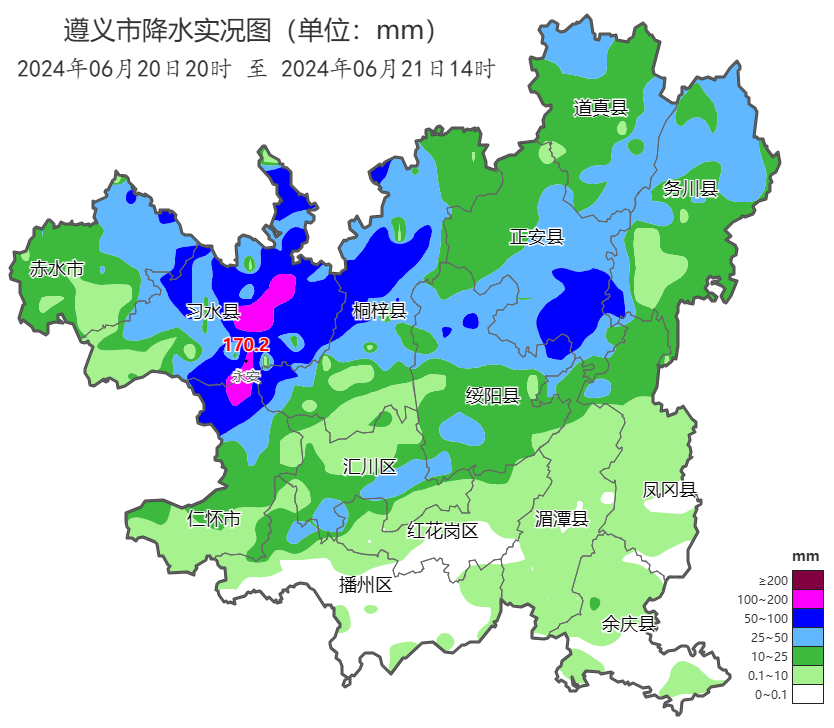 遵义市降水实况图（单位：mm）
2024年06月20日20时 至 2024年06月21日14时
道真县
务川县
正安县
赤水市
习水县
桐梓县
170.2
永安
绥阳县
汇川区
凤冈县
仁怀市
红花岗区
湄潭县
播州区
余庆县
mm
≥200
100~200
50~100
25~50
10~25
0.1~10
0~0.1